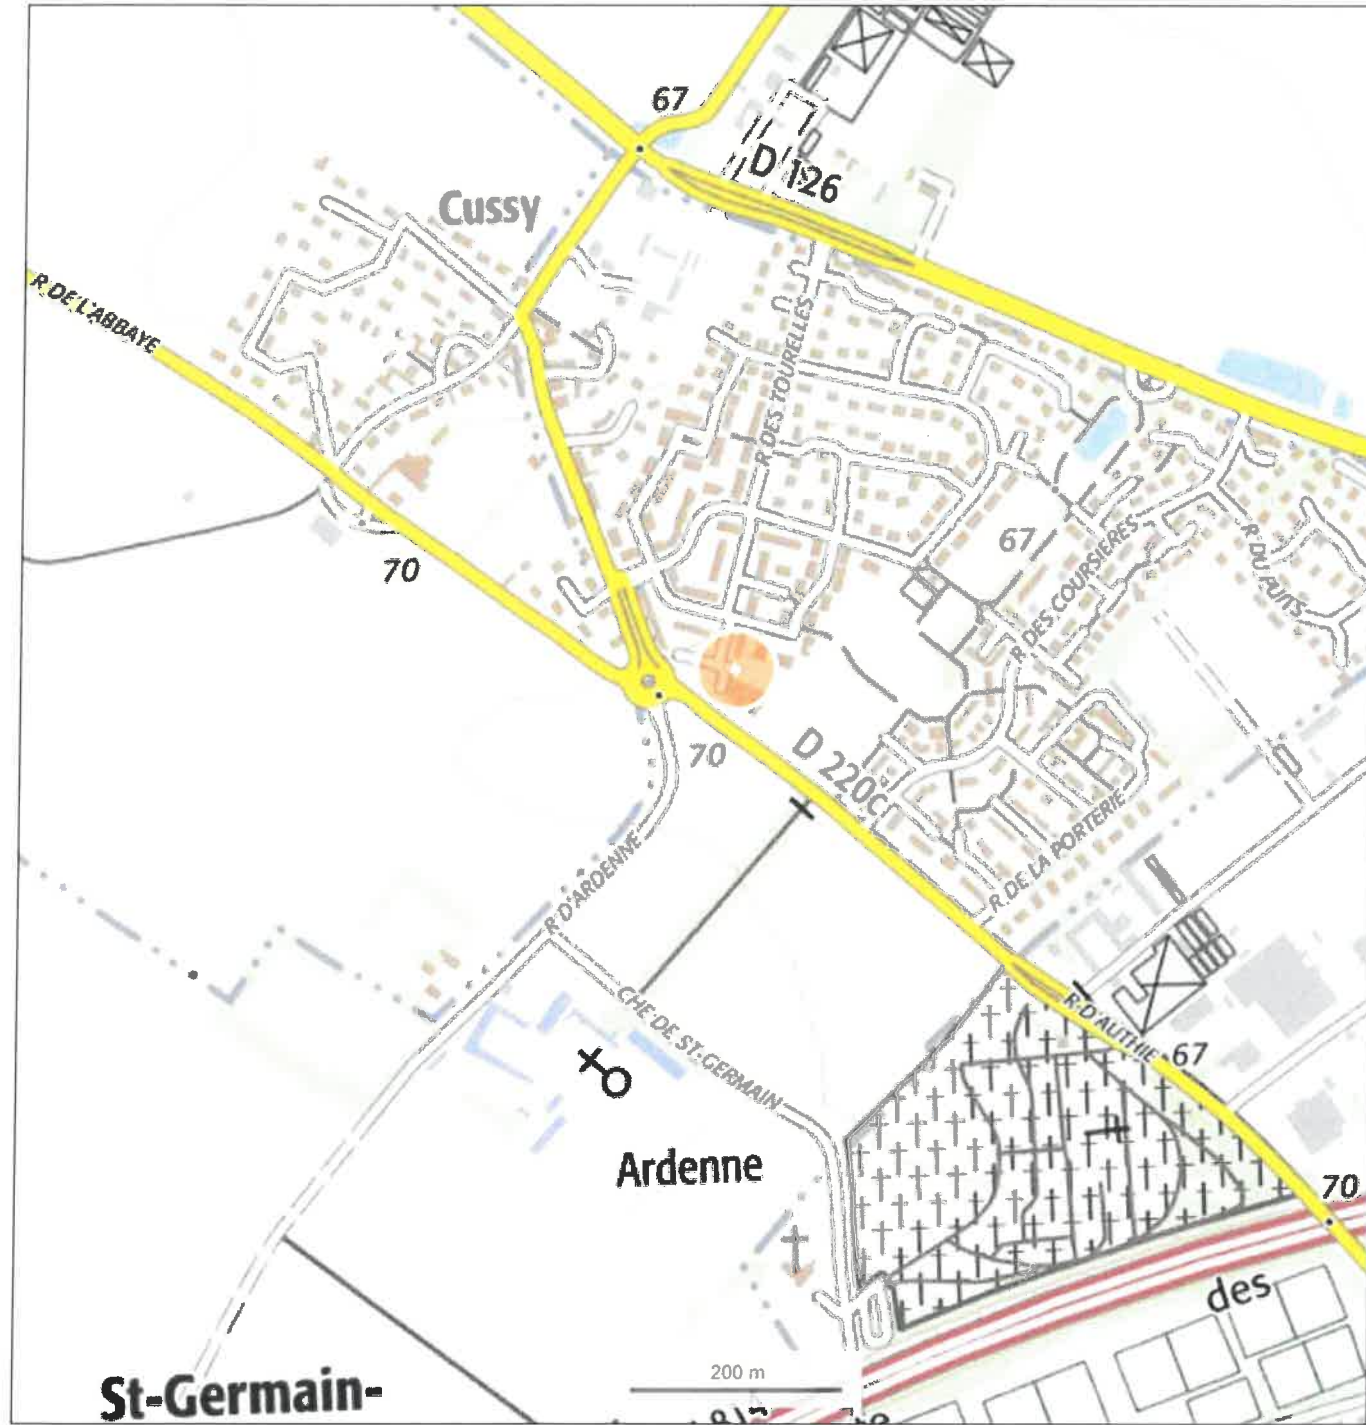 67
D 126
Cussy
R DE L'ABBAYE
R DES TOURELLES
67
R DES COURSIERES
R DU PUITS
70
70
D 220c
R D'ARDENNE
R DE LA PORTERIE
CHE DE ST-GERMAIN
R D'AUTHIE
67
Ardenne
70
des
200 m
St-Germain-